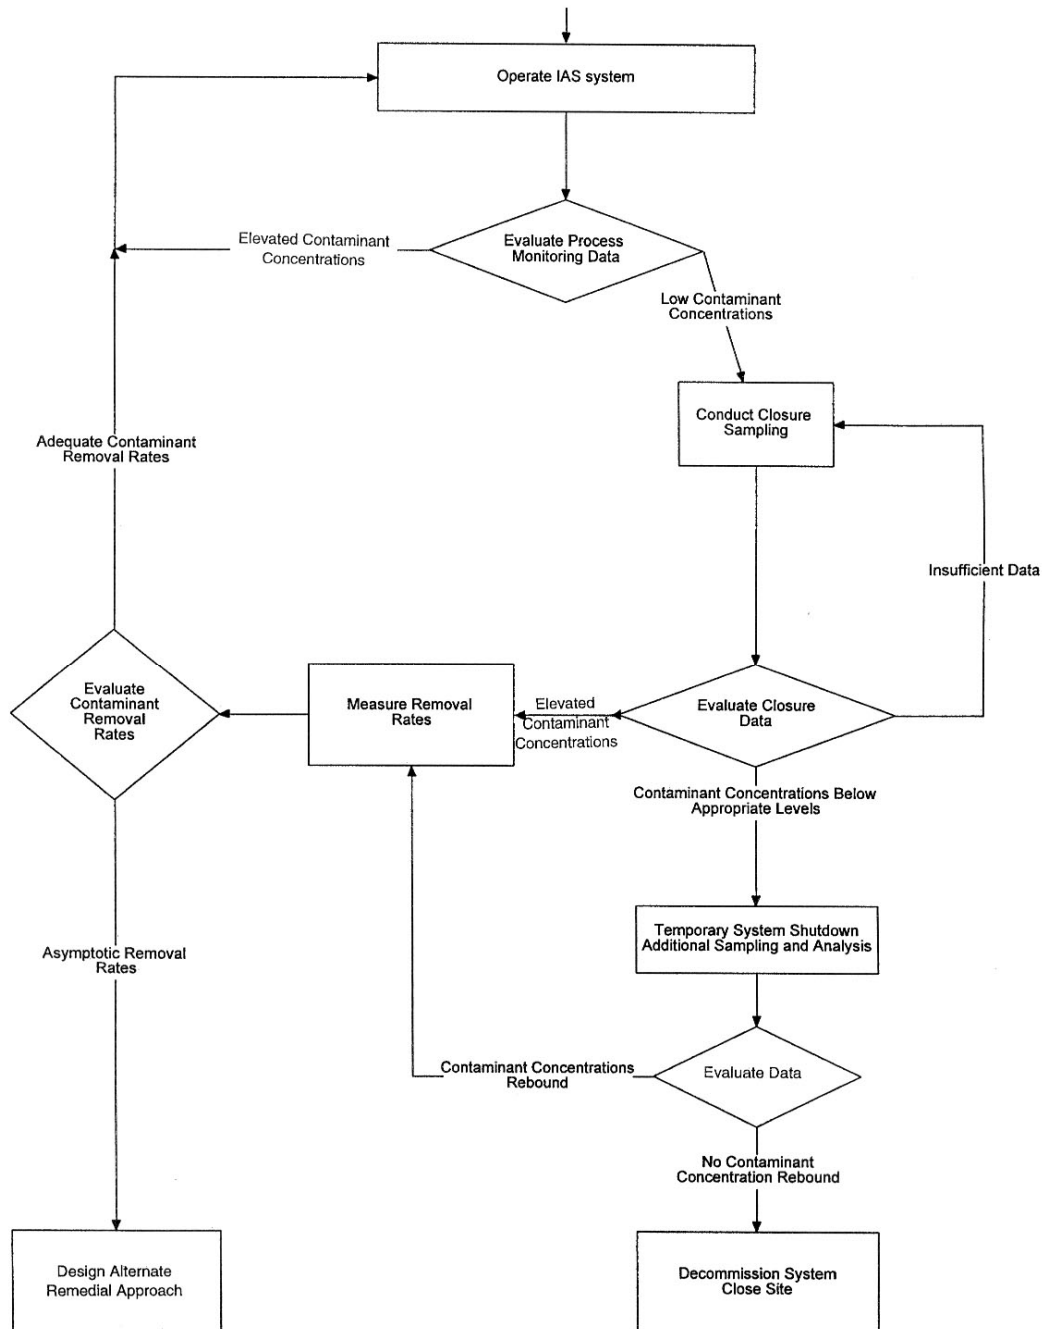 Operate IAS system
Evaluate Process
Monitoring Data
Elevated Contaminant
Concentrations
Low Contaminant
Concentrations
Conduct Closure
Sampling
Adequate Contaminant
Removal Rates
Insufficient Data
Evaluate
Contaminant
Removal
Rates
Measure Removal
Rates
Elevated
Contaminant
Concentrations
Evaluate Closure
Data
Contaminant Concentrations Below
Appropriate Levels
Temporary System Shutdown
Additional Sampling and Analysis
Asymptotic Removal
Rates
Contaminant Concentrations
Rebound
Evaluate Data
No Contaminant
Concentration Rebound
Design Alternate
Remedial Approach
Decommission System
Close Site